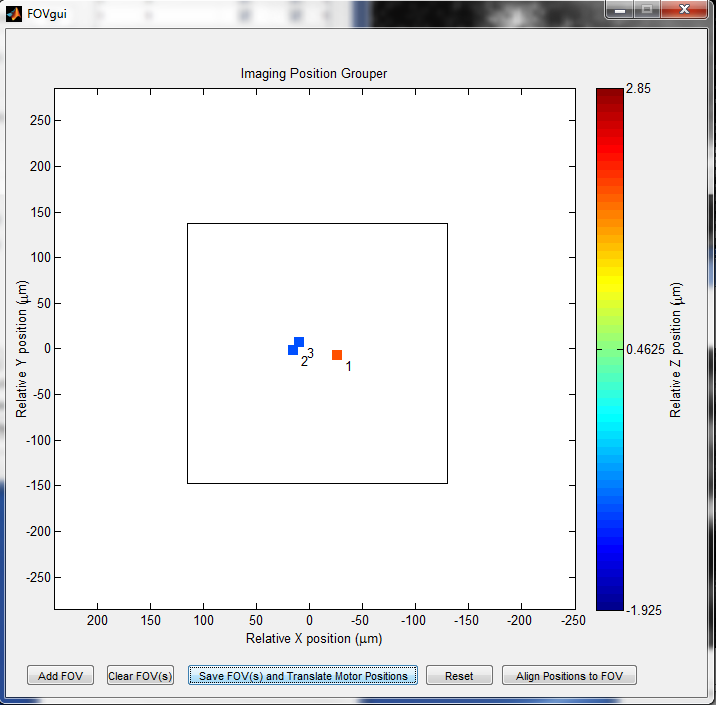 FOVgui
Imaging Position Grouper
250
200
150
100
50
0
-50
-100
-150
-200
-250
Relative Y position (μm)
3
2
1
200
150
100
50
0
-50
-100
-150
-200
-250
Relative X position (μm)
2.85
0.4625
-1.925
Relative Z position (μm)
Add FOV
Clear FOV(s)
Save FOV(s) and Translate Motor Positions
Reset
Align Positions to FOV